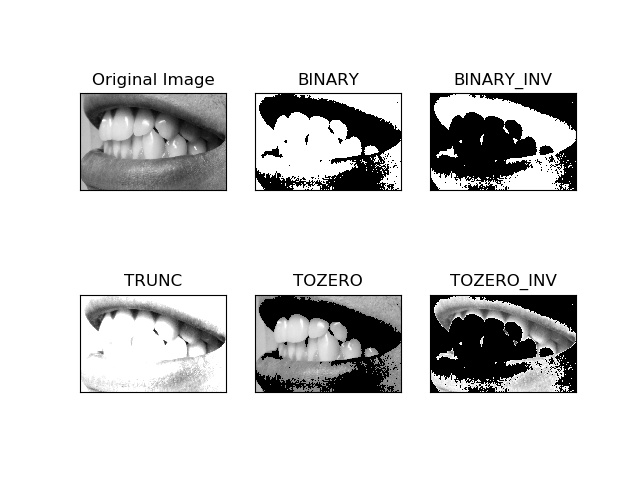 Original Image
BINARY
BINARY_INV
TRUNC
TOZERO
TOZERO_INV